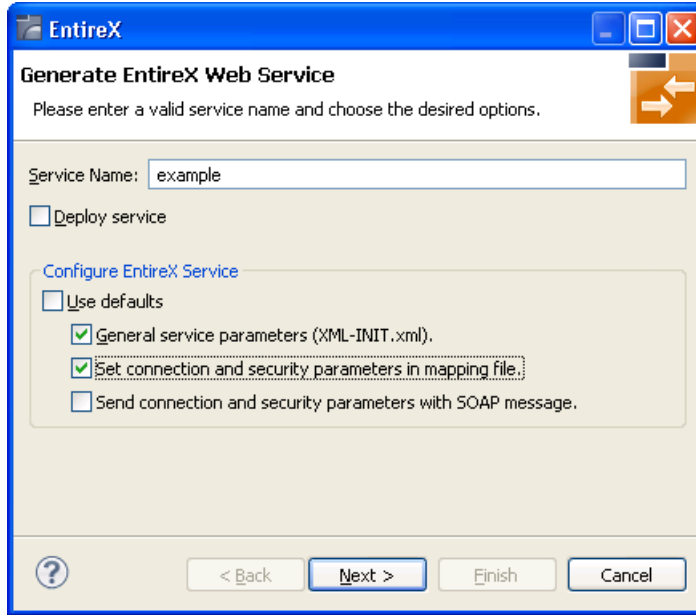 EntireX
Generate EntireX Web Service
Please enter a valid service name and choose the desired options.
Service Name: example
Deploy service
Configure EntireX Service
Use defaults
General service parameters (XML-INIT.xml).
Set connection and security parameters in mapping file.
Send connection and security parameters with SOAP message.
? < Back Next > Finish Cancel